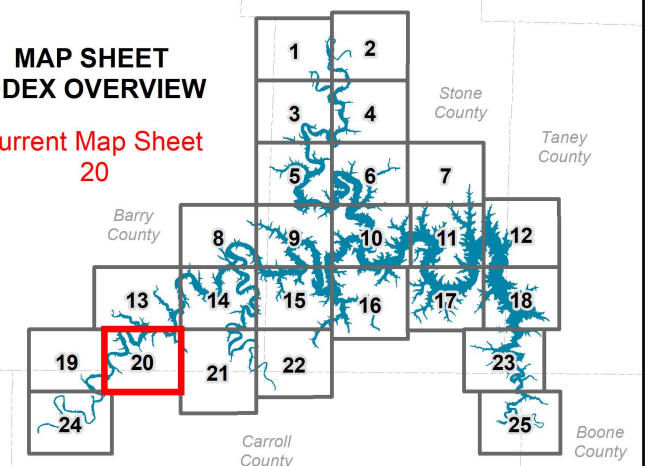 MAP SHEET
DEX OVERVIEW
urrent Map Sheet
20
1
2
3
4
Stone
County
Taney
County
5
6
7
Barry
County
8
9
10
11
12
13
14
15
16
17
18
19
20
21
22
23
24
25
Carroll
County
Boone
County